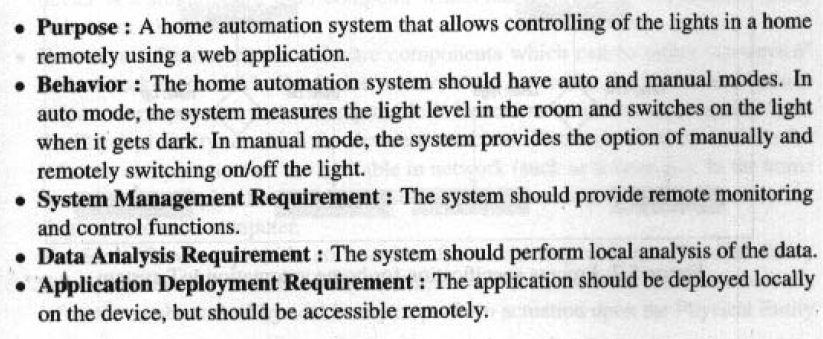 • Purpose : A home automation system that allows controlling of the lights in a home
remotely using a web application.
• Behavior : The home automation system should have auto and manual modes. In
auto mode, the system measures the light level in the room and switches on the light
when it gets dark. In manual mode, the system provides the option of manually and
remotely switching on/off the light.
• System Management Requirement : The system should provide remote monitoring
and control functions.
• Data Analysis Requirement : The system should perform local analysis of the data.
• Application Deployment Requirement : The application should be deployed locally
on the device, but should be accessible remotely.